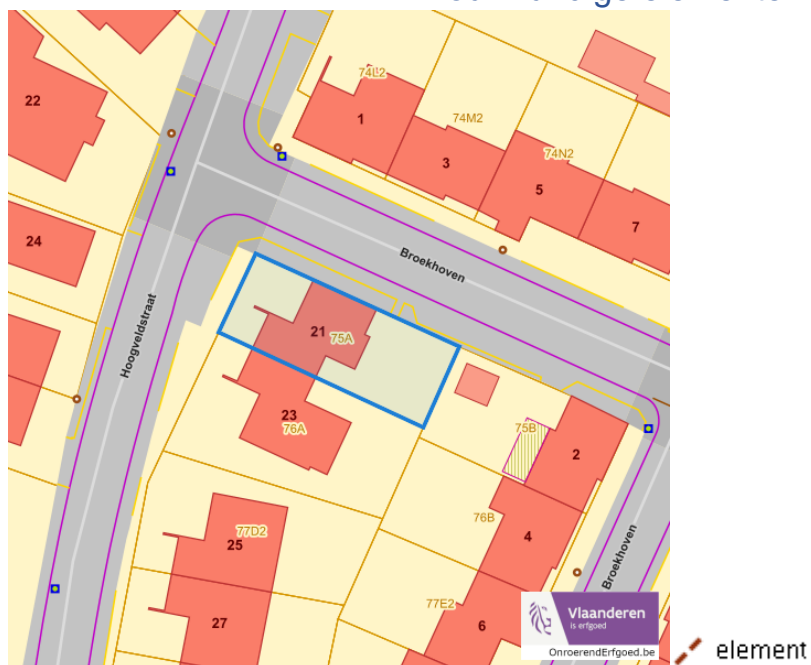 22
74L2
1
74M2
3
74N2
5
7
24
Broekhoven
Hoogveldstraat
21
75A
23
76A
75B
2
76B
4
77D2
25
Broekhoven
77E2
6
27
Vlaanderen
is erfgoed
OnroerendErfgoed.be
element